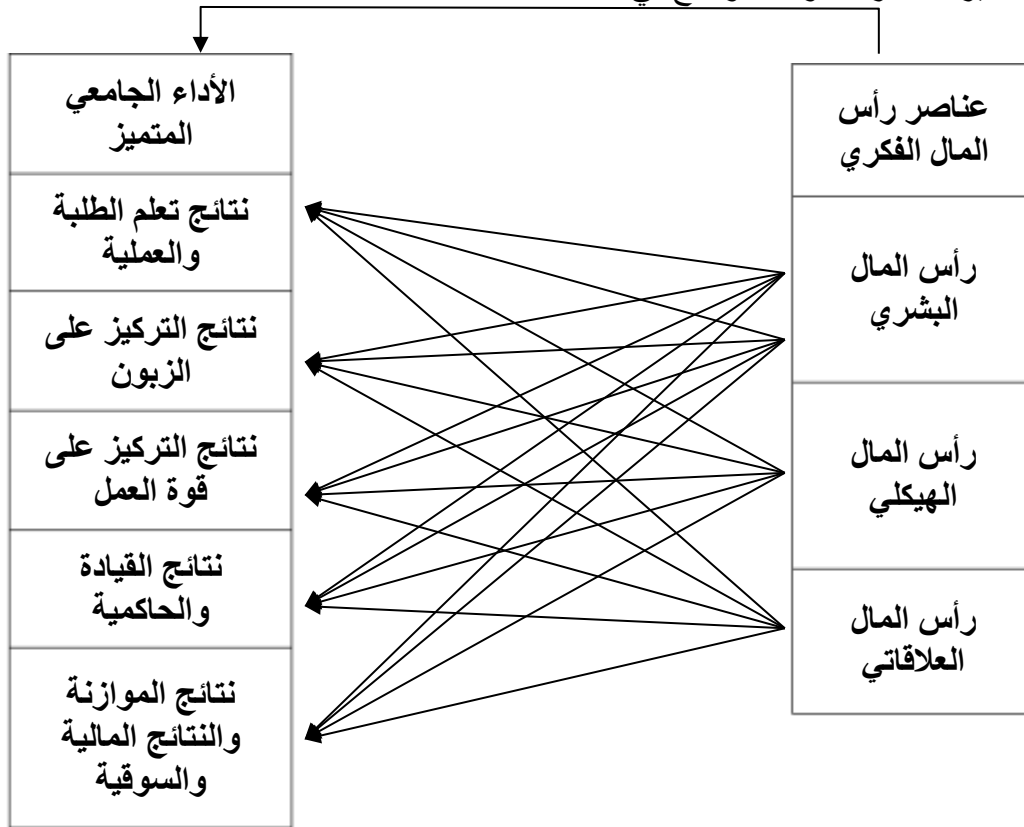 عناصر رأس
المال الفكري
رأس المال
البشري
رأس المال
الهيكلي
رأس المال
العلاقاتي
الأداء الجامعي
المتميز
نتائج تعلم الطلبة
والعملية
نتائج التركيز على
الزبون
نتائج التركيز على
قوة العمل
نتائج القيادة
والحاكمية
نتائج الموازنة
والنتائج المالية
والسوقية